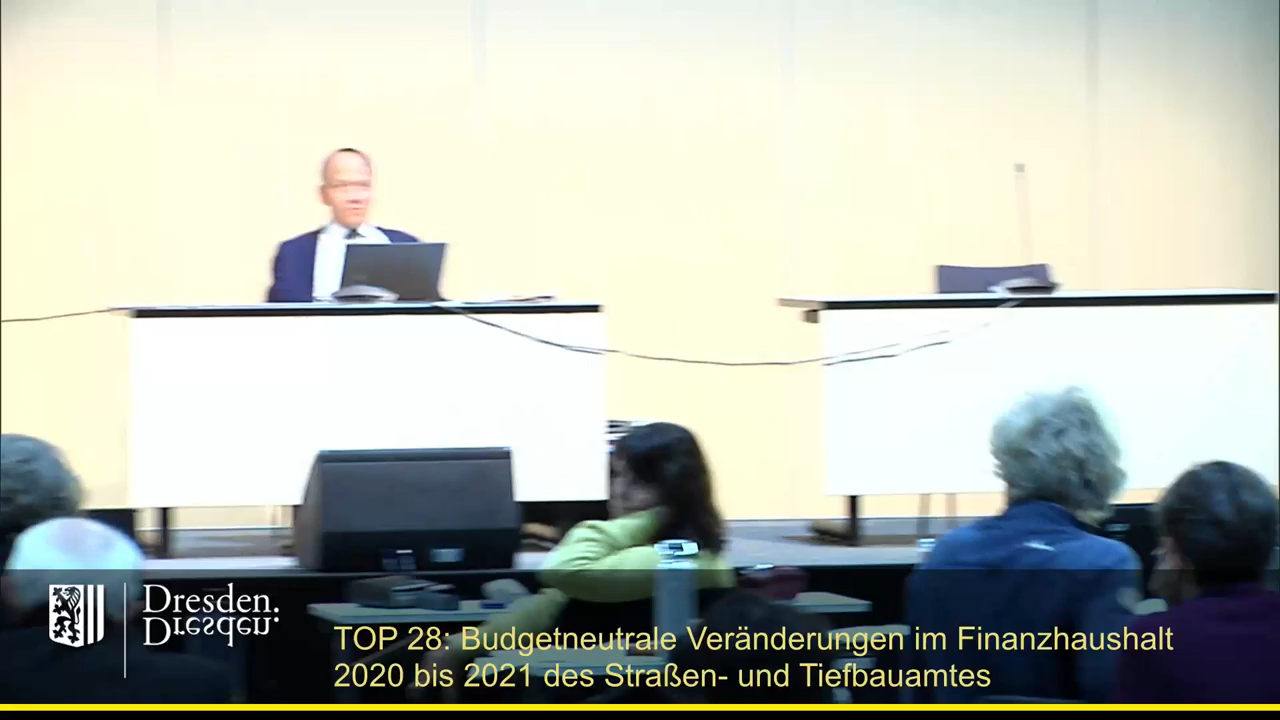 Dresden.
Dresden.
TOP 28: Budgetneutrale Veränderungen im Finanzhaushalt
2020 bis 2021 des Straßen- und Tiefbauamtes